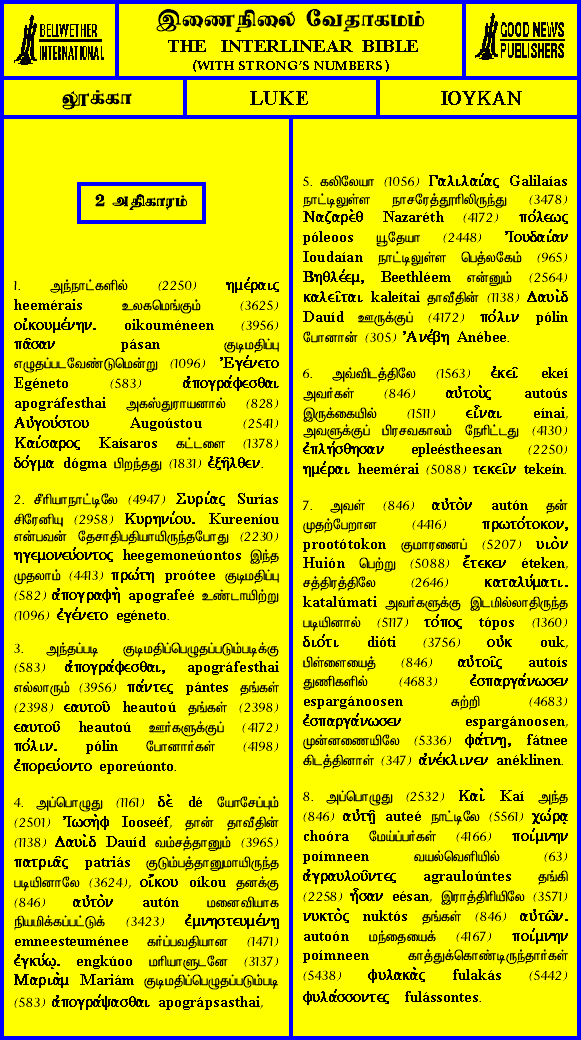 BELLWETHER
INTERNATIONAL
இணைநிலை வேதாகமம்
THE INTERLINEAR BIBLE
(WITH STRONG'S NUMBERS)
GOOD NEWS
PUBLISHERS
லூக்கா
LUKE
ΙΟΥΚΑΝ
2 அதிகாரம்
1. அந்நாட்களில் (2250) ημέραις
heemérais உலகமெங்கும் (3625)
οἰκουμένην. oikouméneen (3956)
πᾶσαν pásan குடிமதிப்பு
எழுதப்படவேண்டுமென்று (1096) Ἐγένετο
Egéneto (583) ἀπογράφεσθαι
apográfesthai அகஸ்துராயனால் (828)
Αὐγούστου Augoústou (2541)
Καίσαρος Kaísaros கட்டளை (1378)
δόγμα dógma பிறந்தது (1831) ἐξῆλθεν.
2. சீரியாநாட்டிலே (4947) Συρίας Surías
சிரேனியு (2958) Κυρηνίου. Kureeníou
என்பவன் தேசாதிபதியாயிருந்தபோது (2230)
ηγεμονεύοντος heegemoneúontos இந்த
முதலாம் (4413) πρώτη proótee குடிமதிப்பு
(582) ἀπογραφὴ apografeé உண்டாயிற்று
(1096) ἐγένετο egéneto.
3. அந்தப்படி குடிமதிப்பெழுதப்படும்படிக்கு
(583) ἀπογράφεσθαι, apográfesthai
எல்லாரும் (3956) πάντες pántes தங்கள்
(2398) εαυτοῦ heautoú தங்கள் (2398)
εαυτοῦ heautoú ஊர்களுக்குப் (4172)
πόλιν. pólin போனார்கள் (4198)
ἐπορεύοντο eporeúonto.
4. அப்பொழுது (1161) δὲ dé யோசேப்பும்
(2501) Ἰωσὴφ Iooseéf, தான் தாவீதின்
(1138) Δαυὶδ Dauíd வம்சத்தானும் (3965)
πατριᾶς patriás குடும்பத்தானுமாயிருந்த
படியினாலே (3624), οἴκου oíkou தனக்கு
(846) αὐτὸν autón மனைவியாக
நியமிக்கப்பட்டுக் (3423) ἐμνηστευμένῃ
emneesteuménee கர்ப்பவதியான (1471)
ἐγκύῳ. engkúoo மரியாளுடனே (3137)
Μαριὰμ Mariám குடிமதிப்பெழுதப்படும்படி
(583) ἀπογράψασθαι apográpsasthai,
5. கலிலேயா (1056) Γαλιλαίας Galilaías
நாட்டிலுள்ள நாசரேத்தூரிலிருந்து (3478)
Ναζαρὲθ Nazaréth (4172) πόλεως
póleoos யூதேயா (2448) Ἰουδαίαν
Ioudaían நாட்டிலுள்ள பெத்லகேம் (965)
Βηθλέεμ, Beethléem என்னும் (2564)
καλεῖται kaleítai தாவீதின் (1138) Δαυὶδ
Dauíd ஊருக்குப் (4172) πόλιν pólin
போனான் (305) Ἀνέβη Anébee.
6. அவ்விடத்திலே (1563) ἐκεῖ ekeí
அவர்கள் (846) αὐτοὺς autoús
இருக்கையில் (1511) εἶναι eínai,
அவளுக்குப் பிரசவகாலம் நேரிட்டது (4130)
ἐπλήσθησαν epleéstheesan (2250)
ημέραι heemérai (5088) τεκεῖν tekeín.
7. அவள் (846) αὐτὸν autón தன்
முதற்பேறான (4416) πρωτότοκον,
prootótokon குமாரனைப் (5207) υιὸν
Huión பெற்று (5088) ἔτεκεν éteken,
சத்திரத்திலே (2646) καταλύματι.
katalúmati அவர்களுக்கு இடமில்லாதிருந்த
படியினால் (5117) τόπος tópos (1360)
διότι dióti (3756) οὐκ ouk,
பிள்ளையைத் (846) αὐτοῖς autoís
துணிகளில் (4683) ἐσπαργάνωσεν
espargánoosen சுற்றி (4683)
ἐσπαργάνωσεν espargánoosen,
முன்னணையிலே (5336) φάτνῃ, fátnee
கிடத்தினாள் (347) ἀνέκλινεν anéklinen.
8. அப்பொழுது (2532) Καὶ Kaí அந்த
(846) αὐτῇ auteé நாட்டிலே (5561) χώρᾳ
choóra மேய்ப்பர்கள் (4166) ποίμνην
poímneen வயல்வெளியில் (63)
ἀγραυλοῦντες agrauloúntes தங்கி
(2258) ἦσαν eésan, இராத்திரியிலே (3571)
νυκτὸς nuktós தங்கள் (846) αὐτῶν.
autoón மந்தையைக் (4167) ποίμνην
poímneen காத்துக்கொண்டிருந்தார்கள்
(5438) φυλακὰς fulakás (5442)
φυλάσσοντες fulássontes.